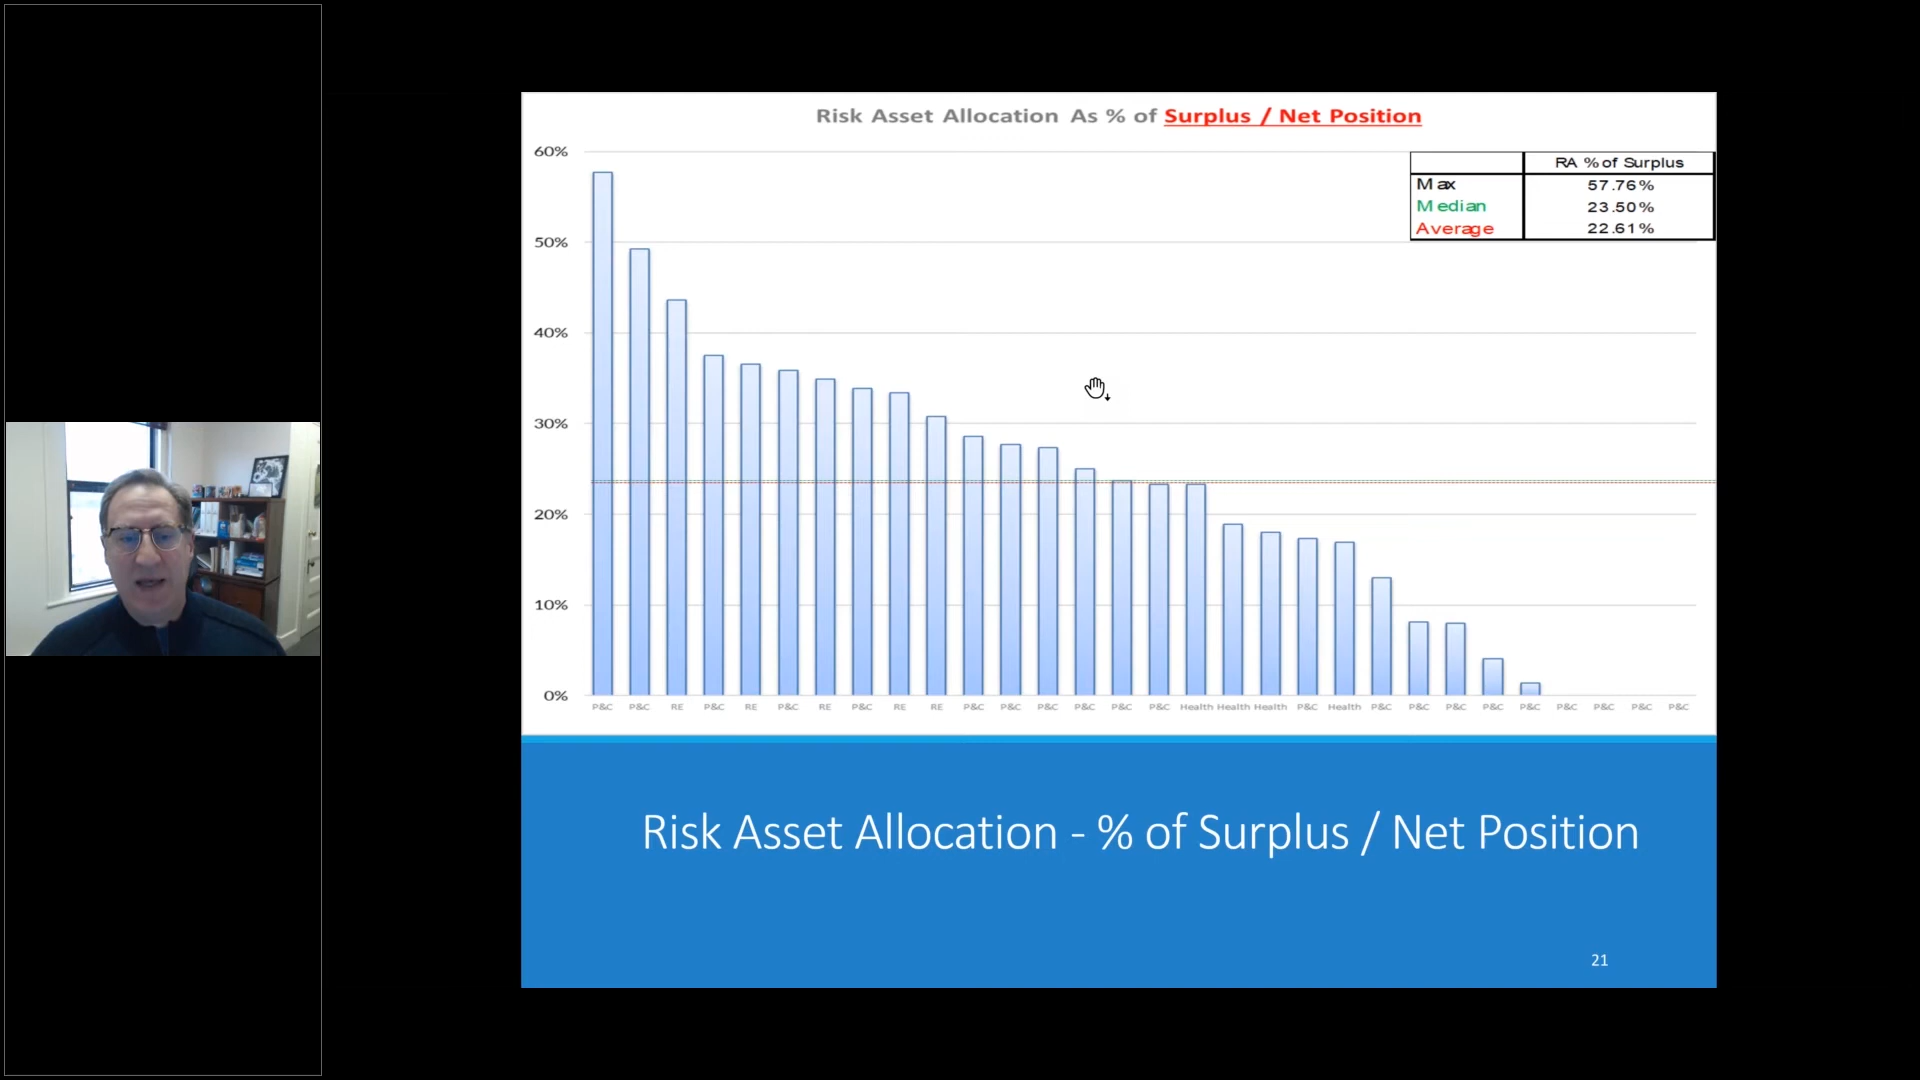 Risk Asset Allocation As % of Surplus / Net Position
60%
50%
40%
30%
20%
10%
0%
RA % of Surplus
Max 57.76%
Median 23.50%
Average 22.61%
P&C P&C RE P&C RE P&C RE P&C RE RE P&C P&C P&C P&C P&C P&C Health Health Health P&C Health P&C P&C P&C P&C P&C P&C P&C P&C P&C
Risk Asset Allocation - % of Surplus / Net Position
21